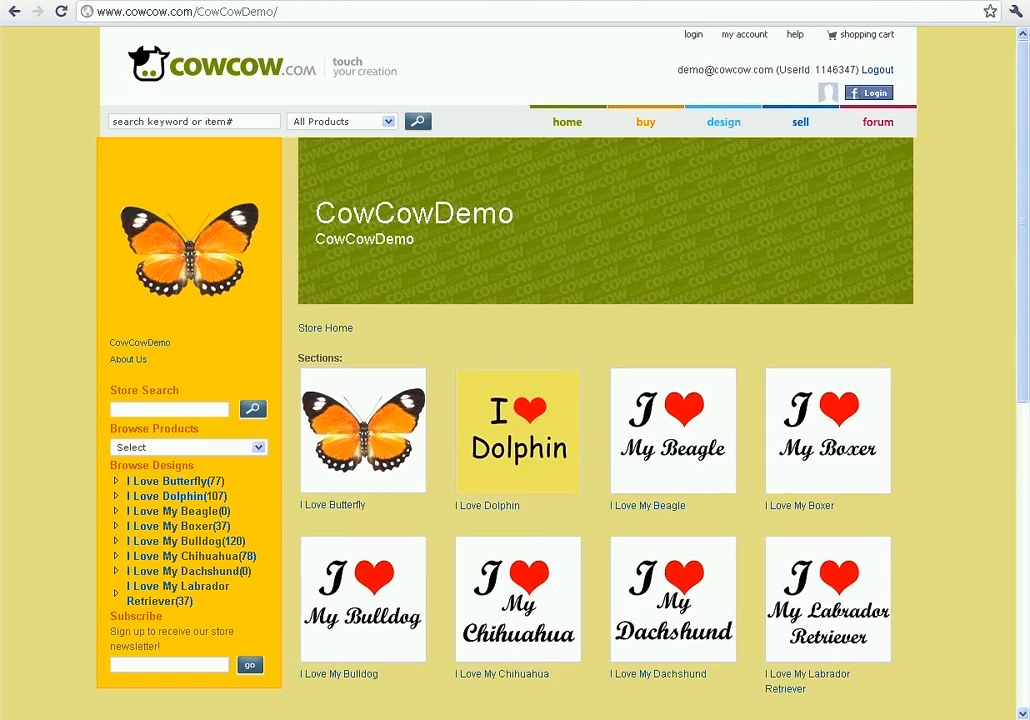 www.cowcow.com/CowCowDemo/
login my account help shopping cart
COWCOW.COM touch your creation
demo@cowcow.com (UserId: 1146347) Logout
f Login
search keyword or item# All Products
home buy design sell forum
CowCowDemo
CowCowDemo
CowCowDemo
About Us
Store Search
Browse Products
Select
Browse Designs
I Love Butterfly(77)
I Love Dolphin(107)
I Love My Beagle(0)
I Love My Boxer(37)
I Love My Bulldog(120)
I Love My Chihuahua(78)
I Love My Dachshund(0)
I Love My Labrador
Retriever(37)
Subscribe
Sign up to receive our store
newsletter!
go
Store Home
Sections:
I
Dolphin
I
My Beagle
I
My Boxer
I Love Butterfly
I Love Dolphin
I Love My Beagle
I Love My Boxer
I
My Bulldog
I
My
Chihuahua
I
My
Dachshund
I
My Labrador
Retriever
I Love My Bulldog
I Love My Chihuahua
I Love My Dachshund
I Love My Labrador
Retriever